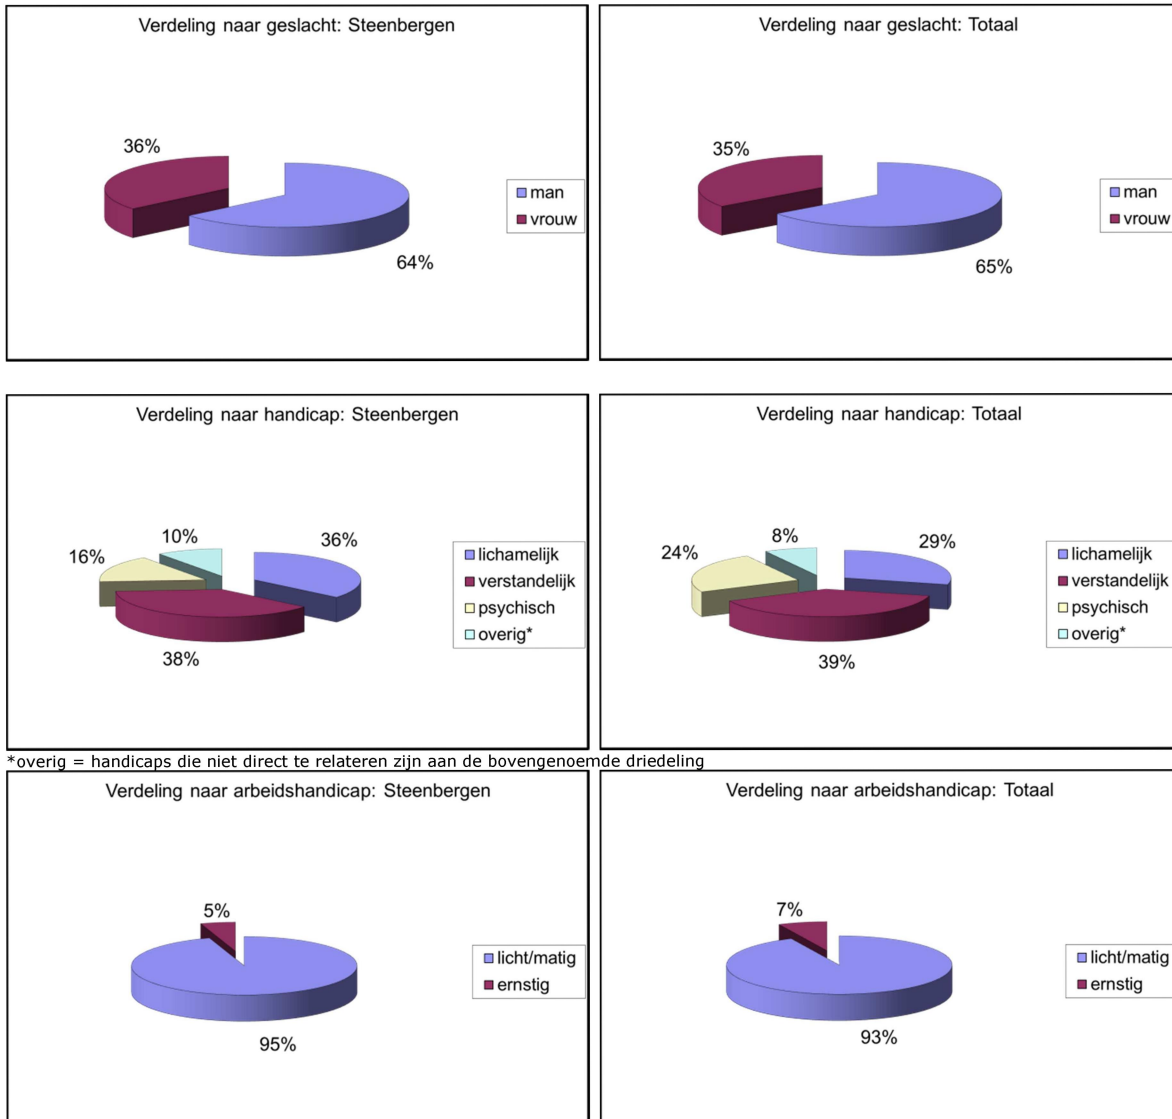 Verdeling naar geslacht: Steenbergen
36%
64%
man
vrouw
Verdeling naar geslacht: Totaal
35%
65%
man
vrouw
Verdeling naar handicap: Steenbergen
10%
36%
16%
38%
lichamelijk
verstandelijk
psychisch
overig*
Verdeling naar handicap: Totaal
8%
29%
24%
39%
lichamelijk
verstandelijk
psychisch
overig*
*overig = handicaps die niet direct te relateren zijn aan de bovengenoemde driedeling
Verdeling naar arbeidshandicap: Steenbergen
5%
95%
licht/matig
ernstig
Verdeling naar arbeidshandicap: Totaal
7%
93%
licht/matig
ernstig